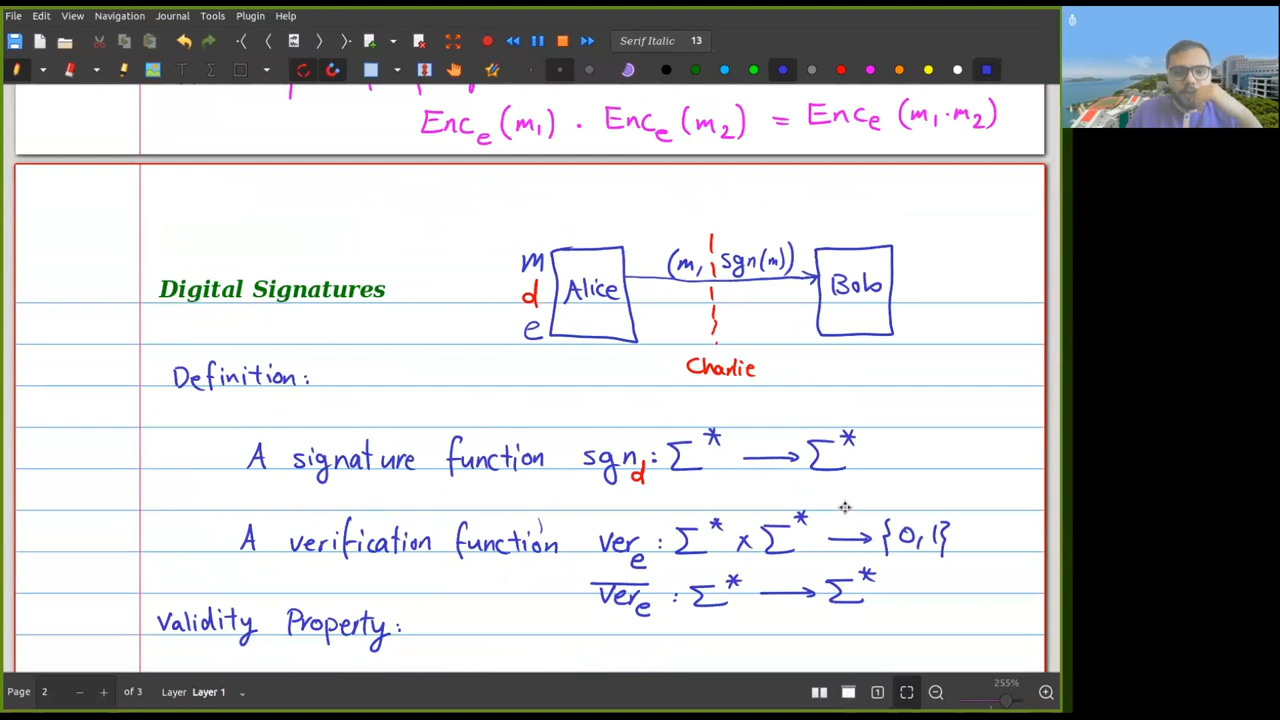 File Edit View Navigation Journal Tools Plugin Help
Serif Italic 13
Enc_e (m_1) · Enc_e (m_2) = Enc_e (m_1·m_2)
m
d
e
Alice
(m, sgn(m))
Bob
Digital Signatures
Charlie
Definition:
A signature function sgn_d : Σ^* ⟶ Σ^*
A verification function ver_e : Σ^* × Σ^* ⟶ {0,1}
\overline{ver_e} : Σ^* ⟶ Σ^*
Validity Property:
Page 2 − + of 3 Layer Layer 1 255%